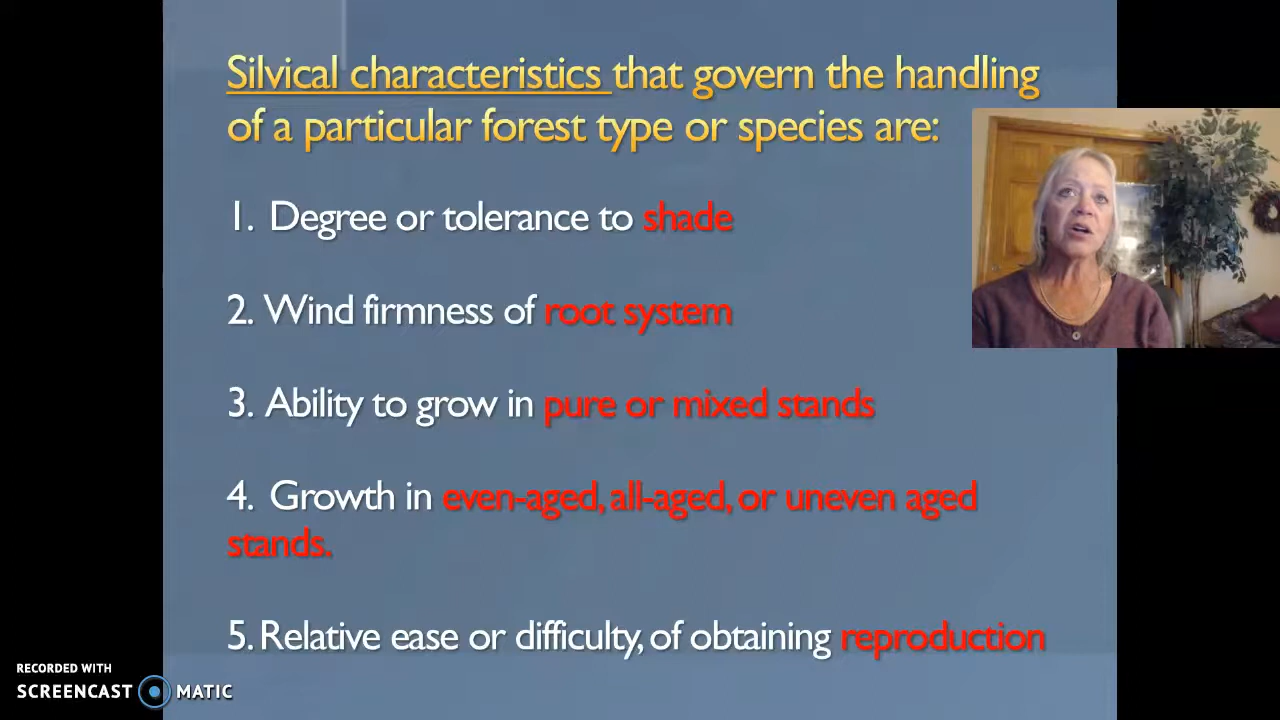 Silvical characteristics that govern the handling
of a particular forest type or species are:
1. Degree or tolerance to shade
2. Wind firmness of root system
3. Ability to grow in pure or mixed stands
4. Growth in even-aged, all-aged, or uneven aged
stands.
5. Relative ease or difficulty, of obtaining reproduction
RECORDED WITH
SCREENCAST MATIC